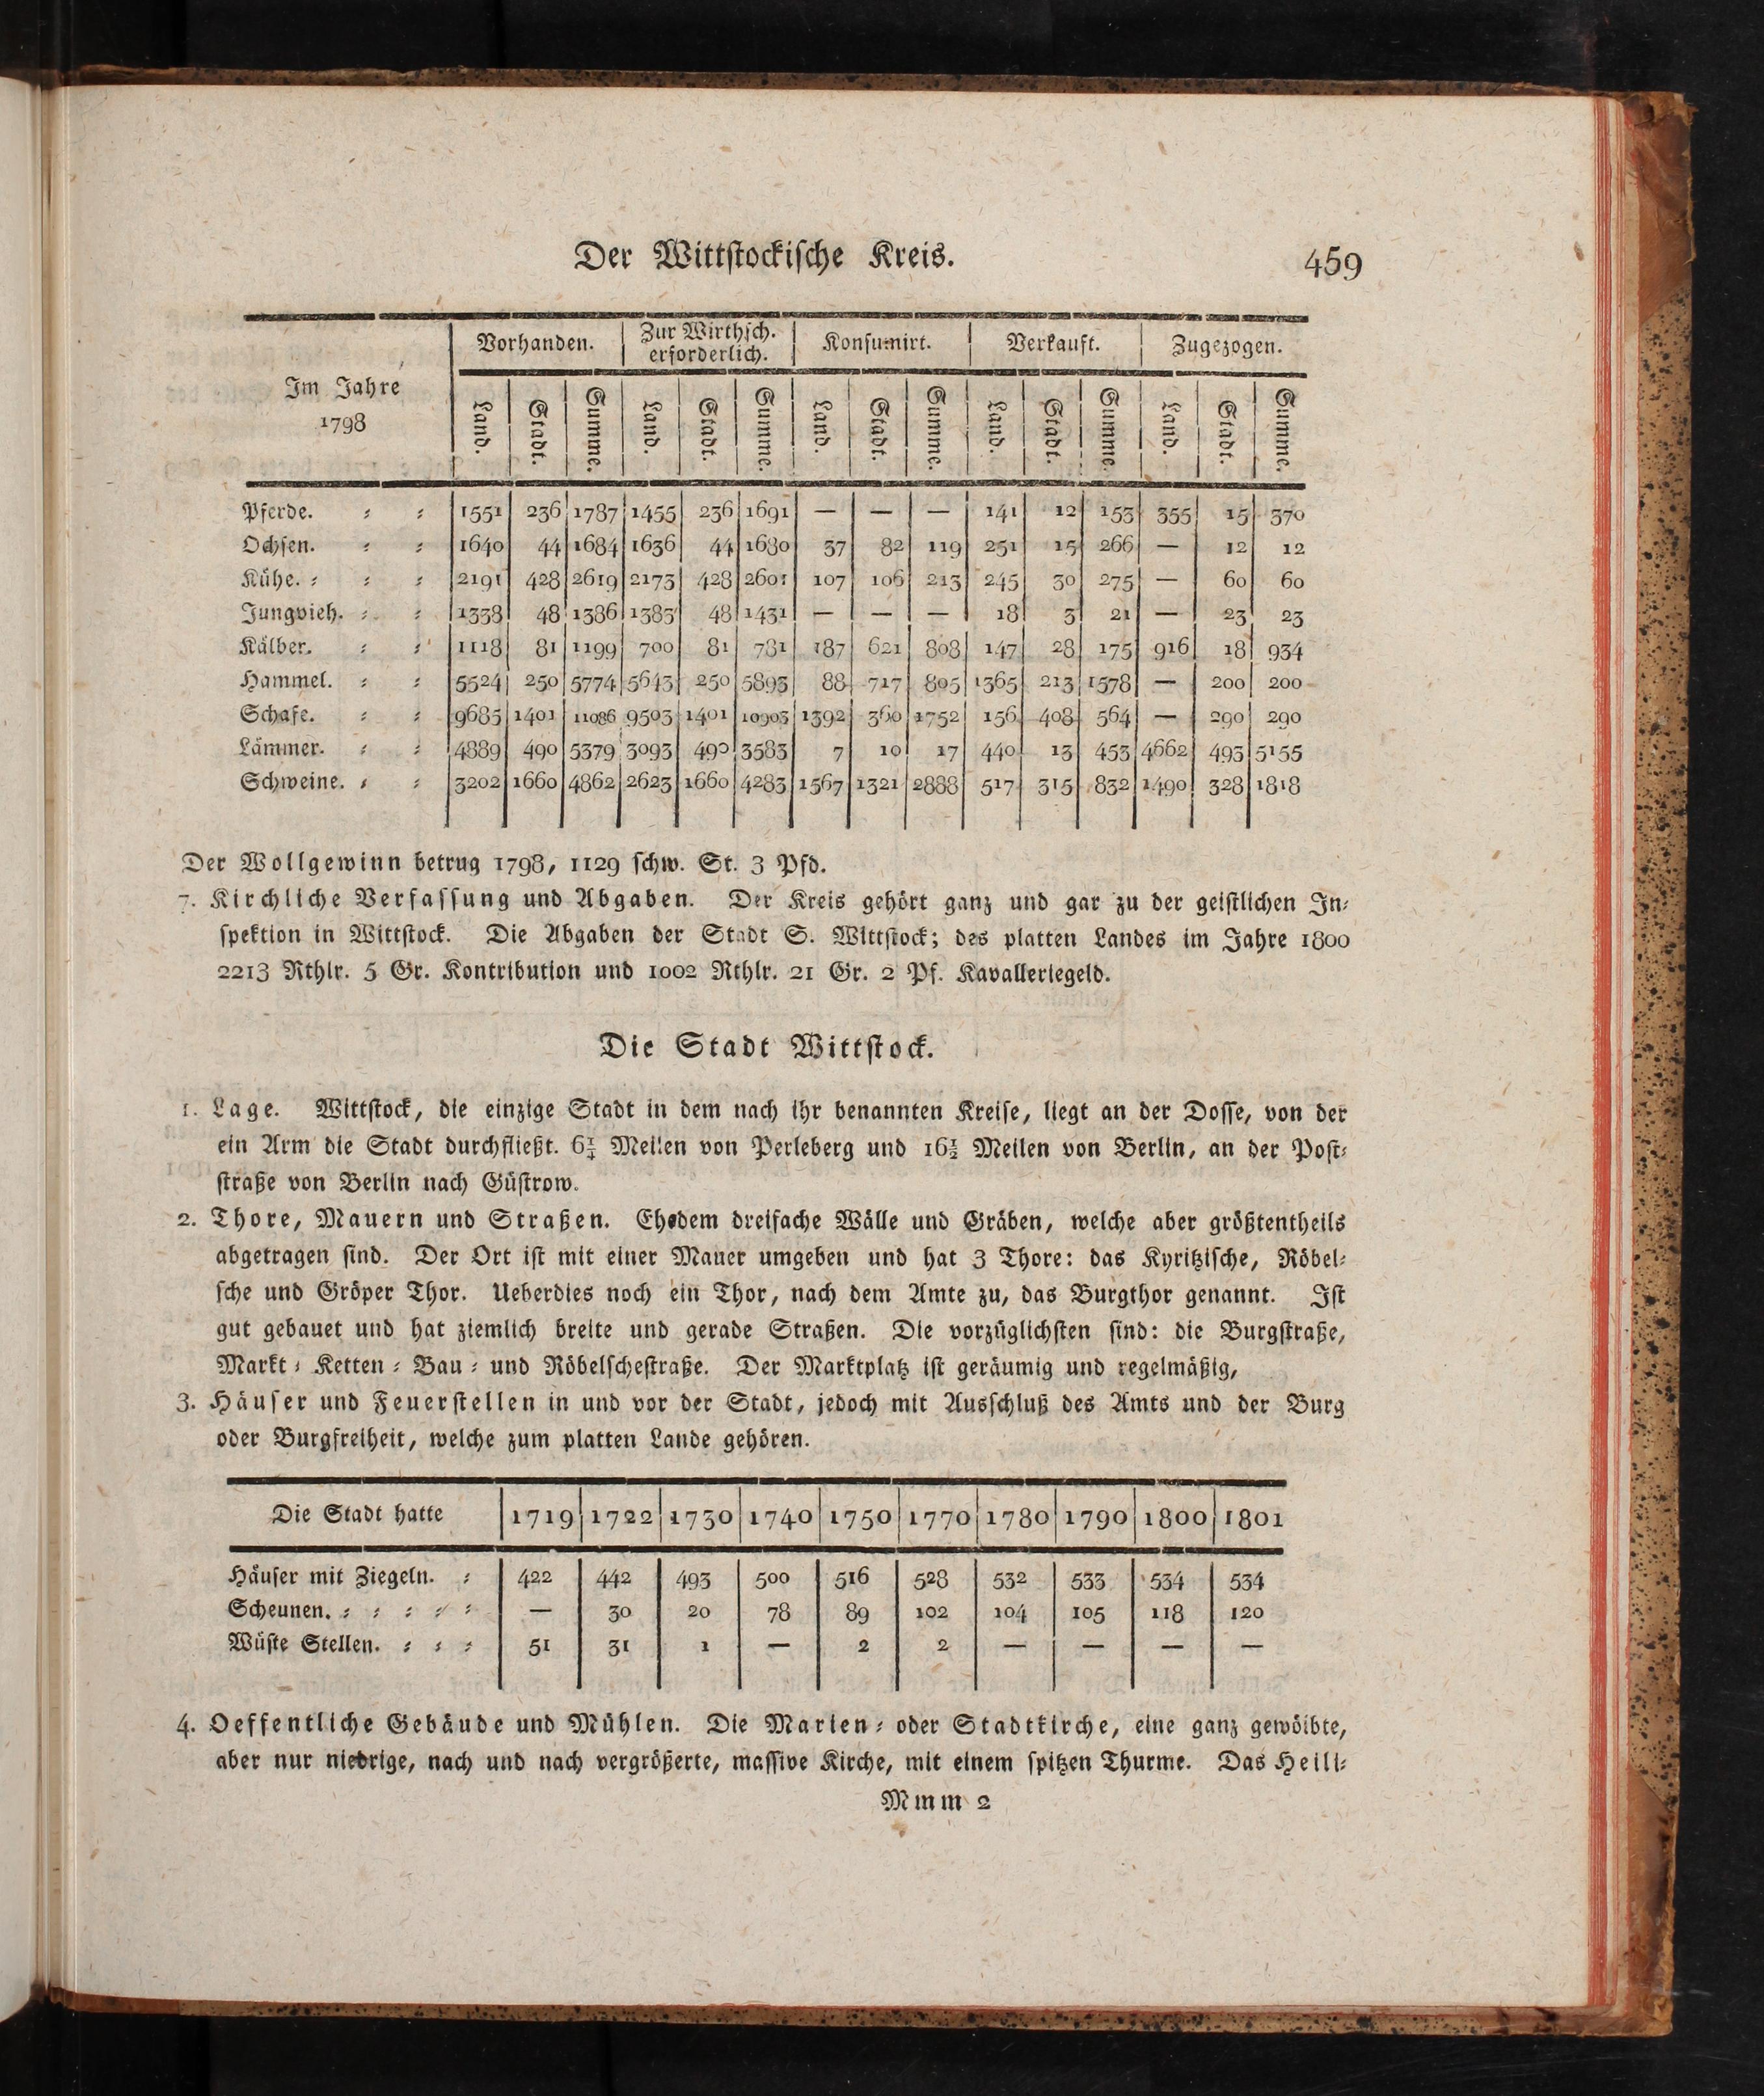 Der Wittstockische Kreis. 459
Im Jahre 1798 Vorhanden. Zur Wirthsch. erforderlich. Konsumirt. Verkauft. Zugezogen.
Land. Stadt. Summe. Land. Stadt. Summe. Land. Stadt. Summe. Land. Stadt. Summe. Land. Stadt. Summe.
Pferde. ⸗ ⸗ 1551 236 1787 1455 236 1691 — — — 141 12 153 355 15 370
Ochsen. ⸗ ⸗ 1640 44 1684 1636 44 1680 37 82 119 251 15 266 — 12 12
Kühe. ⸗ ⸗ ⸗ 2191 428 2619 2173 428 2601 107 106 213 245 30 275 — 60 60
Jungvieh. ⸗ ⸗ 1338 48 1386 1383 48 1431 — — — 18 3 21 — 23 23
Kälber. ⸗ ⸗ 1118 81 1199 700 81 781 187 621 808 147 28 175 916 18 934
Hammel. ⸗ ⸗ 5524 250 5774 5643 250 5893 88 717 805 1365 213 1578 — 200 200
Schafe. ⸗ ⸗ 9685 1401 11086 9503 1401 10903 1392 360 1752 156 408 564 — 290 290
Lämmer. ⸗ ⸗ 4889 490 5379 3093 490 3583 7 10 17 440 13 453 4662 493 5155
Schweine. ⸗ ⸗ 3202 1660 4862 2623 1660 4283 1567 1321 2888 517 315 832 1490 328 1818
Der Wollgewinn betrug 1798, 1129 schw. St. 3 Pfd.
7. Kirchliche Verfassung und Abgaben. Der Kreis gehört ganz und gar zu der geistlichen In⸗
spektion in Wittstock. Die Abgaben der Stadt S. Wittstock; des platten Landes im Jahre 1800
2213 Rthlr. 5 Gr. Kontribution und 1002 Rthlr. 21 Gr. 2 Pf. Kavalleriegeld.
Die Stadt Wittstock.
1. Lage. Wittstock, die einzige Stadt in dem nach ihr benannten Kreise, liegt an der Dosse, von der
ein Arm die Stadt durchfließt. 6¼ Meilen von Perleberg und 16½ Meilen von Berlin, an der Post⸗
straße von Berlin nach Güstrow.
2. Thore, Mauern und Straßen. Ehedem dreifache Wälle und Gräben, welche aber größtentheils
abgetragen sind. Der Ort ist mit einer Mauer umgeben und hat 3 Thore: das Kyritzische, Röbel⸗
sche und Gröper Thor. Ueberdies noch ein Thor, nach dem Amte zu, das Burgthor genannt. Ist
gut gebauet und hat ziemlich breite und gerade Straßen. Die vorzüglichsten sind: die Burgstraße,
Markt⸗ Ketten⸗ Bau⸗ und Röbelschestraße. Der Marktplatz ist geräumig und regelmäßig,
3. Häuser und Feuerstellen in und vor der Stadt, jedoch mit Ausschluß des Amts und der Burg
oder Burgfreiheit, welche zum platten Lande gehören.
Die Stadt hatte 1719 1722 1730 1740 1750 1770 1780 1790 1800 1801
Häuser mit Ziegeln. ⸗ 422 442 493 500 516 528 532 533 534 534
Scheunen. ⸗ ⸗ ⸗ ⸗ ⸗ — 30 20 78 89 102 104 105 118 120
Wüste Stellen. ⸗ ⸗ ⸗ 51 31 1 — 2 2 — — — —
4. Oeffentliche Gebäude und Mühlen. Die Marien⸗ oder Stadtkirche, eine ganz gewölbte,
aber nur niedrige, nach und nach vergrößerte, massive Kirche, mit einem spitzen Thurme. Das Heili⸗
Mmm 2